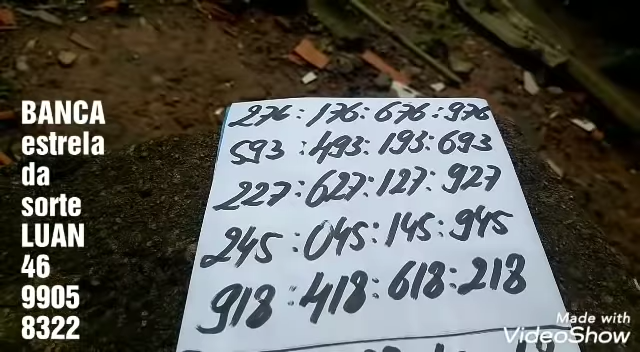 BANCA
estrela
da
sorte
LUAN
46
9905
8322
276:176:676:976
593:493:193:693
227:627:127:927
245:045:145:945
918:418:618:218
Made with
VideoShow